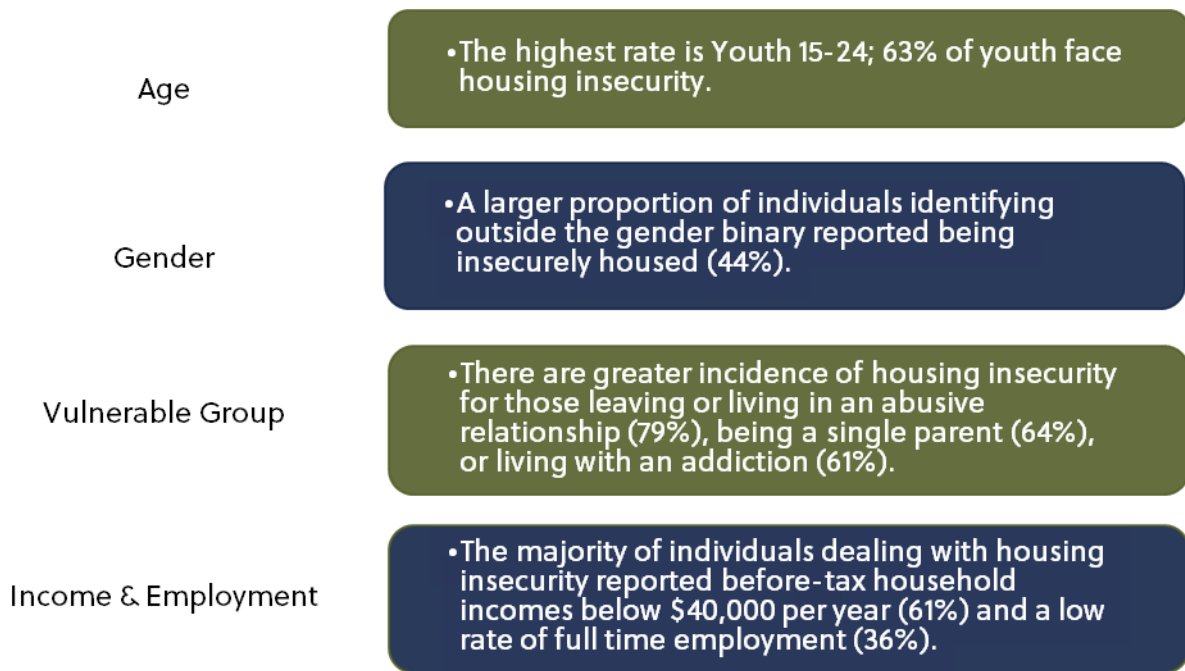 Age
•The highest rate is Youth 15-24; 63% of youth face
housing insecurity.
Gender
•A larger proportion of individuals identifying
outside the gender binary reported being
insecurely housed (44%).
Vulnerable Group
•There are greater incidence of housing insecurity
for those leaving or living in an abusive
relationship (79%), being a single parent (64%),
or living with an addiction (61%).
Income & Employment
•The majority of individuals dealing with housing
insecurity reported before-tax household
incomes below $40,000 per year (61%) and a low
rate of full time employment (36%).